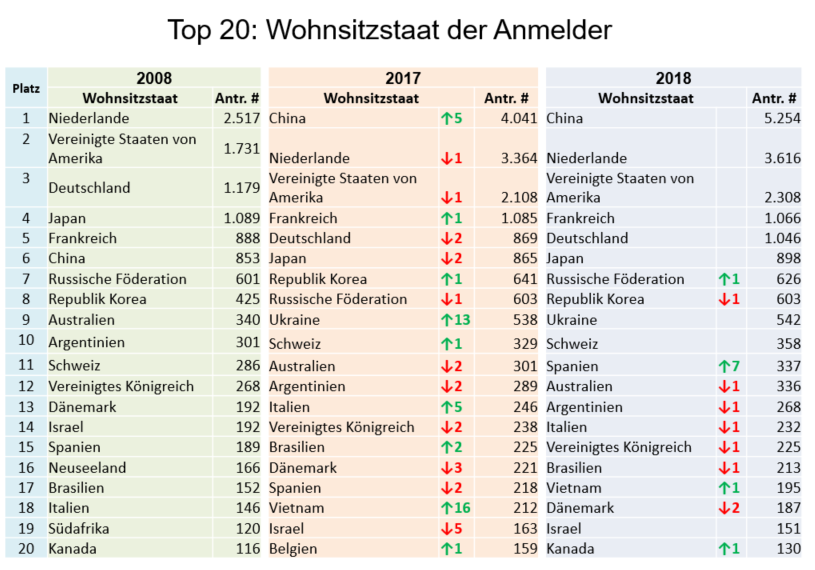 Top 20: Wohnsitzstaat der Anmelder
Platz 2008 2017 2018
Wohnsitzstaat Antr. # Wohnsitzstaat Antr. # Wohnsitzstaat Antr. #
1 Niederlande 2.517 China ↑5 4.041 China 5.254
2 Vereinigte Staaten von Amerika 1.731 Niederlande ↓1 3.364 Niederlande 3.616
3 Deutschland 1.179 Vereinigte Staaten von Amerika ↓1 2.108 Vereinigte Staaten von Amerika 2.308
4 Japan 1.089 Frankreich ↑1 1.085 Frankreich 1.066
5 Frankreich 888 Deutschland ↓2 869 Deutschland 1.046
6 China 853 Japan ↓2 865 Japan 898
7 Russische Föderation 601 Republik Korea ↑1 641 Russische Föderation ↑1 626
8 Republik Korea 425 Russische Föderation ↓1 603 Republik Korea ↓1 603
9 Australien 340 Ukraine ↑13 538 Ukraine 542
10 Argentinien 301 Schweiz ↑1 329 Schweiz 358
11 Schweiz 286 Australien ↓2 301 Spanien ↑7 337
12 Vereinigtes Königreich 268 Argentinien ↓2 289 Australien ↓1 336
13 Dänemark 192 Italien ↑5 246 Argentinien ↓1 268
14 Israel 192 Vereinigtes Königreich ↓2 238 Italien ↓1 232
15 Spanien 189 Brasilien ↑2 225 Vereinigtes Königreich ↓1 225
16 Neuseeland 166 Dänemark ↓3 221 Brasilien ↓1 213
17 Brasilien 152 Spanien ↓2 218 Vietnam ↑1 195
18 Italien 146 Vietnam ↑16 212 Dänemark ↓2 187
19 Südafrika 120 Israel ↓5 163 Israel 151
20 Kanada 116 Belgien ↑1 159 Kanada ↑1 130